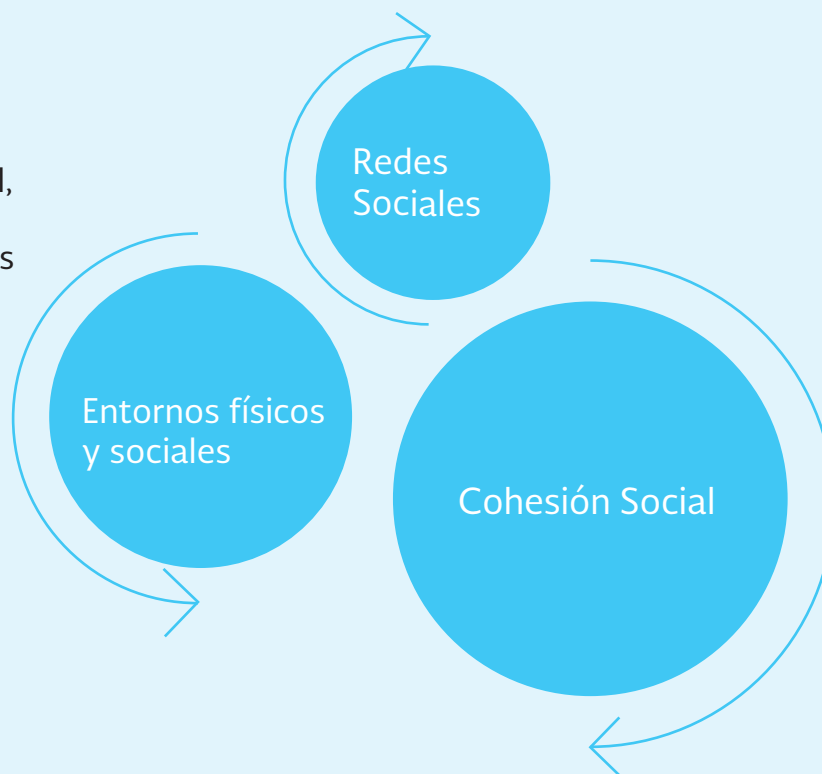 Redes
Sociales
Entornos físicos
y sociales
Cohesión Social